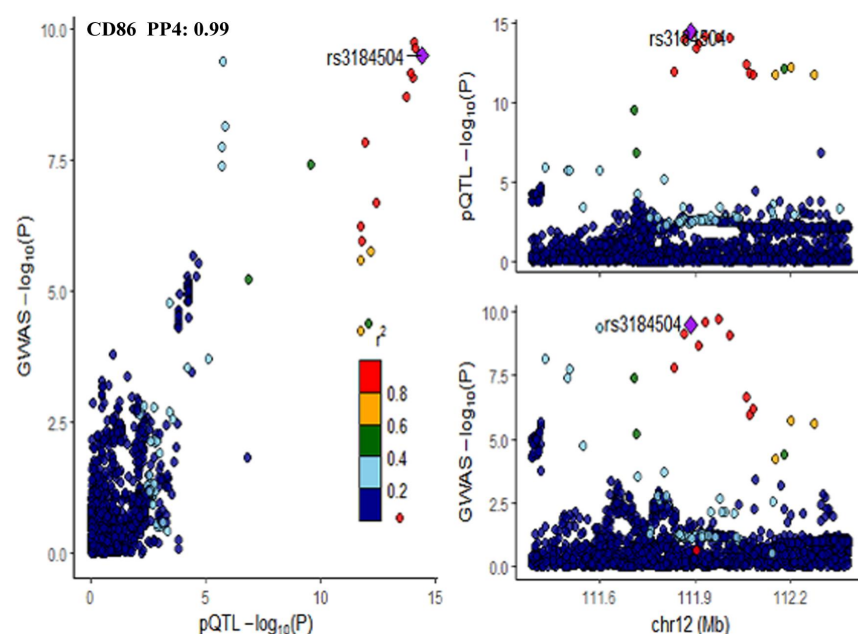 CD86 PP4: 0.99
10.0
7.5
5.0
2.5
0.0
GWAS −log10(P)
rs3184504
r2
0.8
0.6
0.4
0.2
0
5
10
15
pQTL −log10(P)
15
10
5
0
pQTL −log10(P)
rs3184504
10.0
7.5
5.0
2.5
0.0
GWAS −log10(P)
rs3184504
111.6
111.9
112.2
chr12 (Mb)